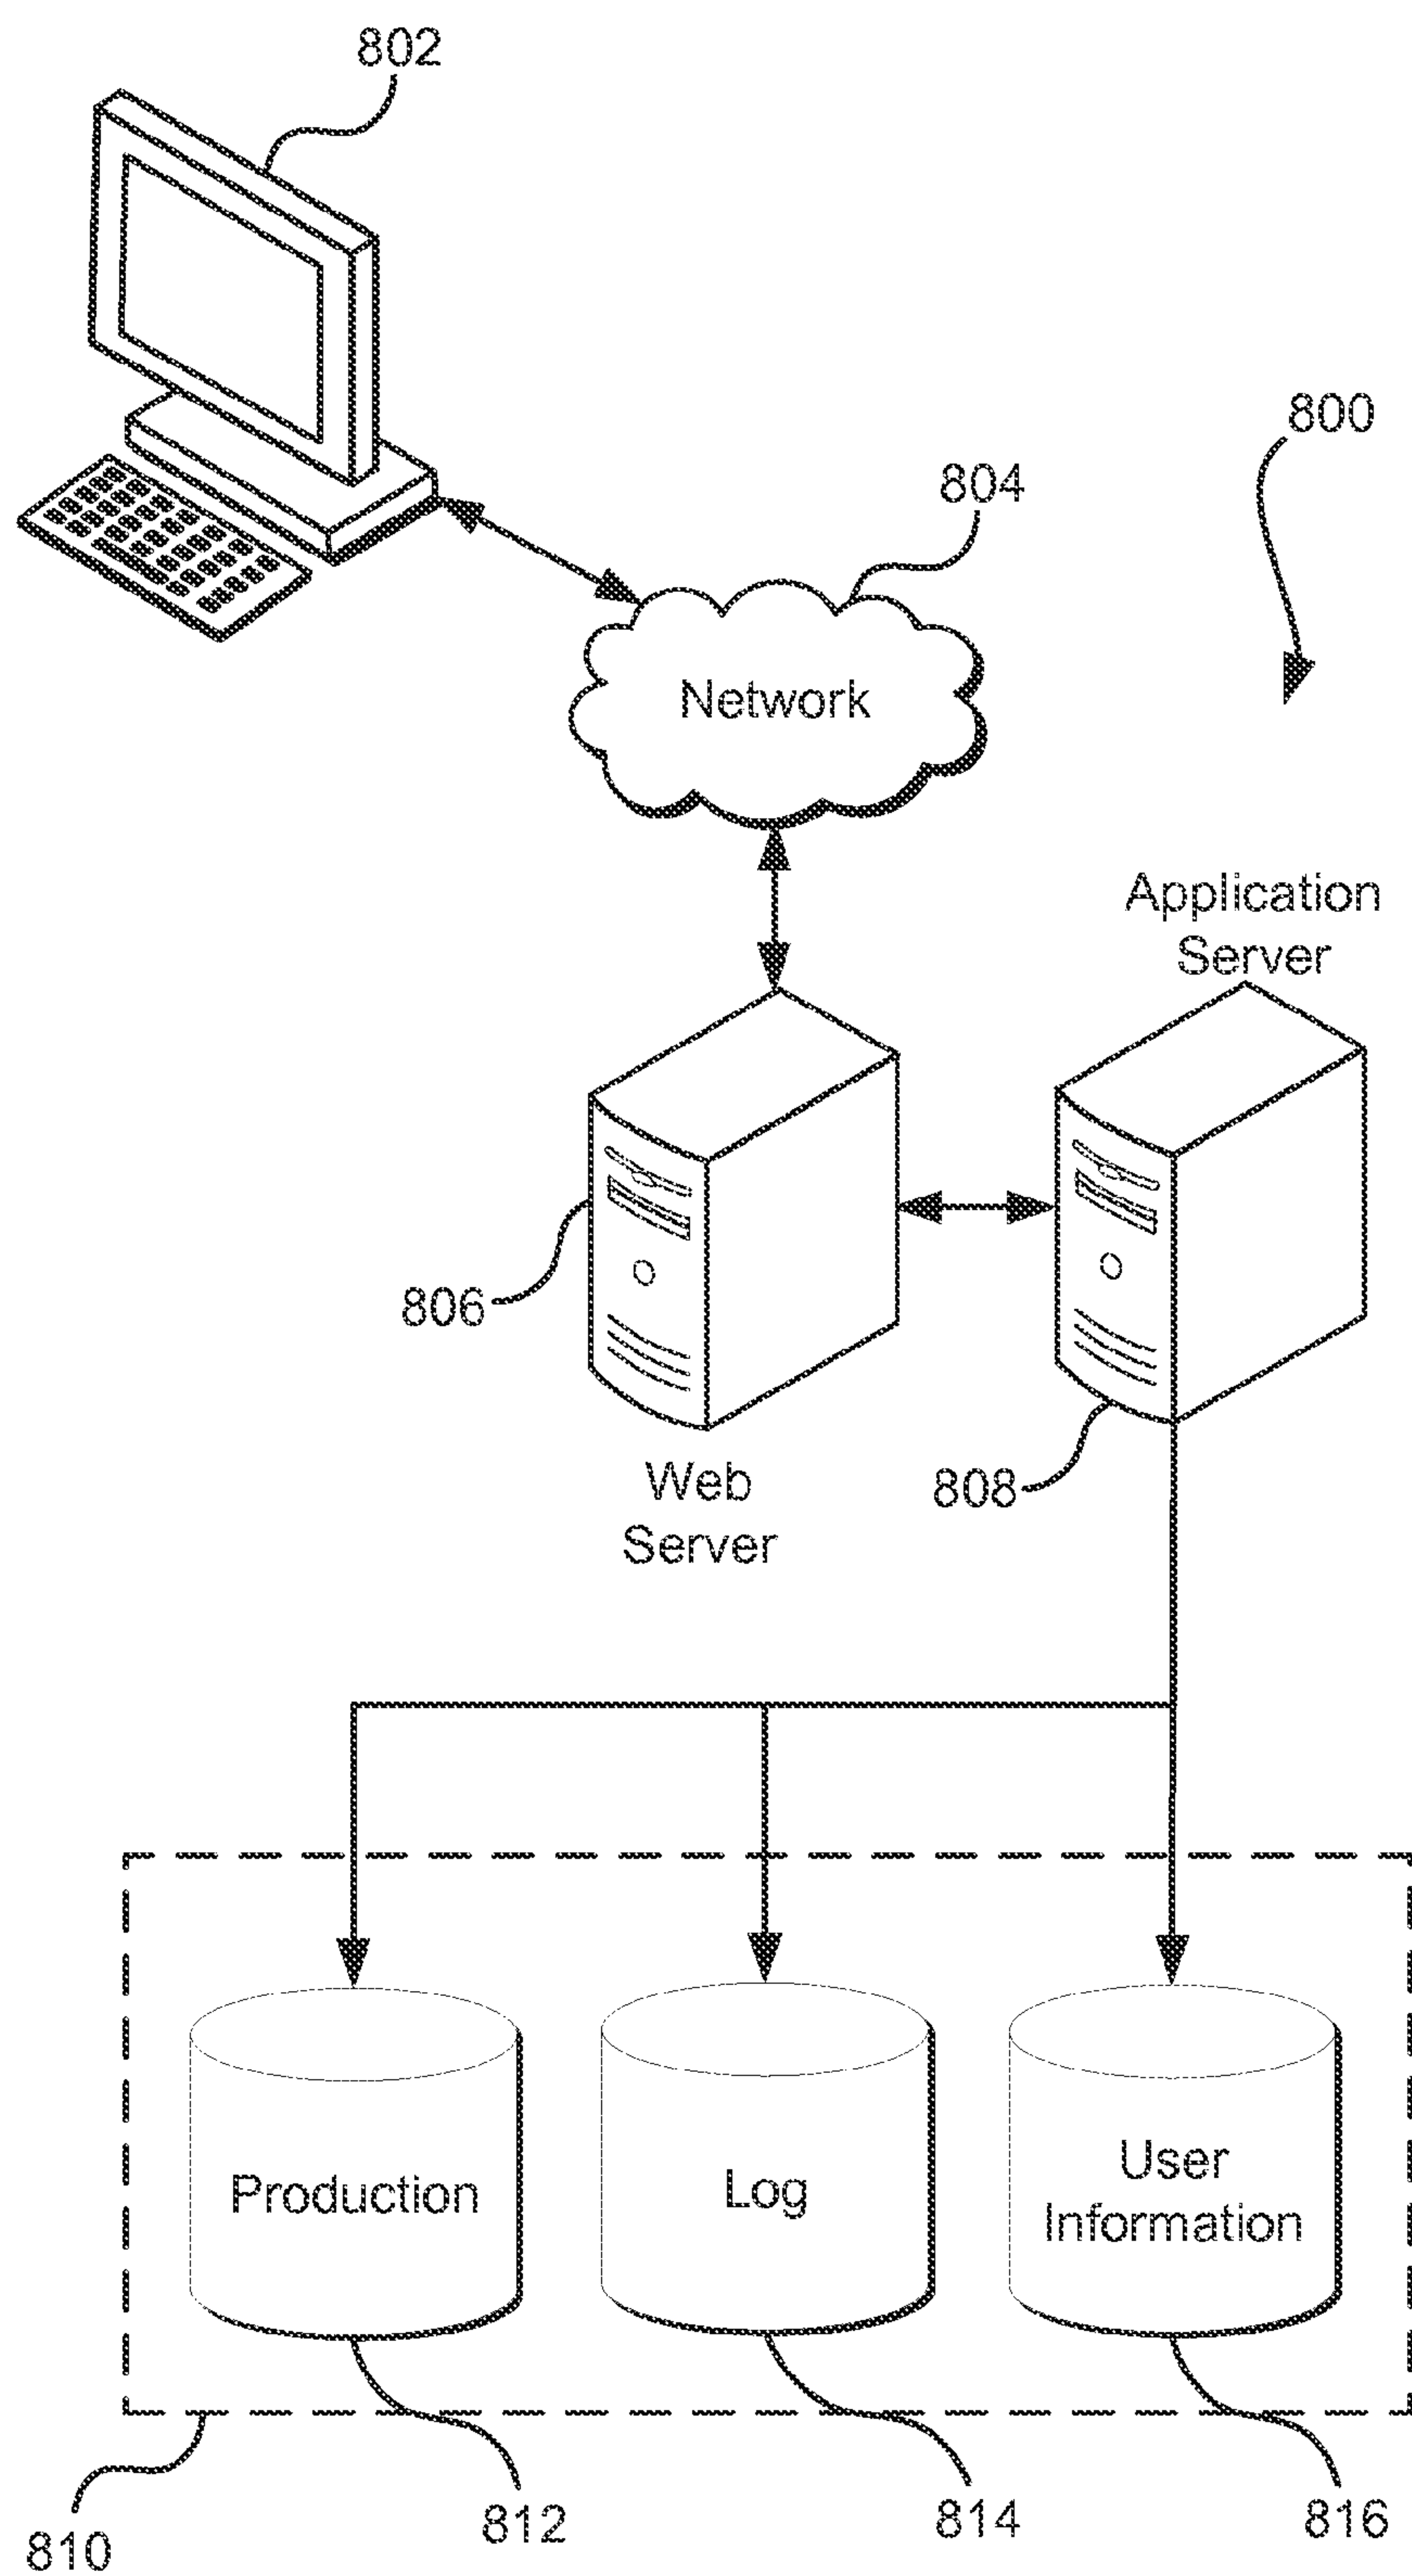 802
800
804
Network
Application
Server
806
808
Web
Server
Production
Log
User
Information
810
812
814
816